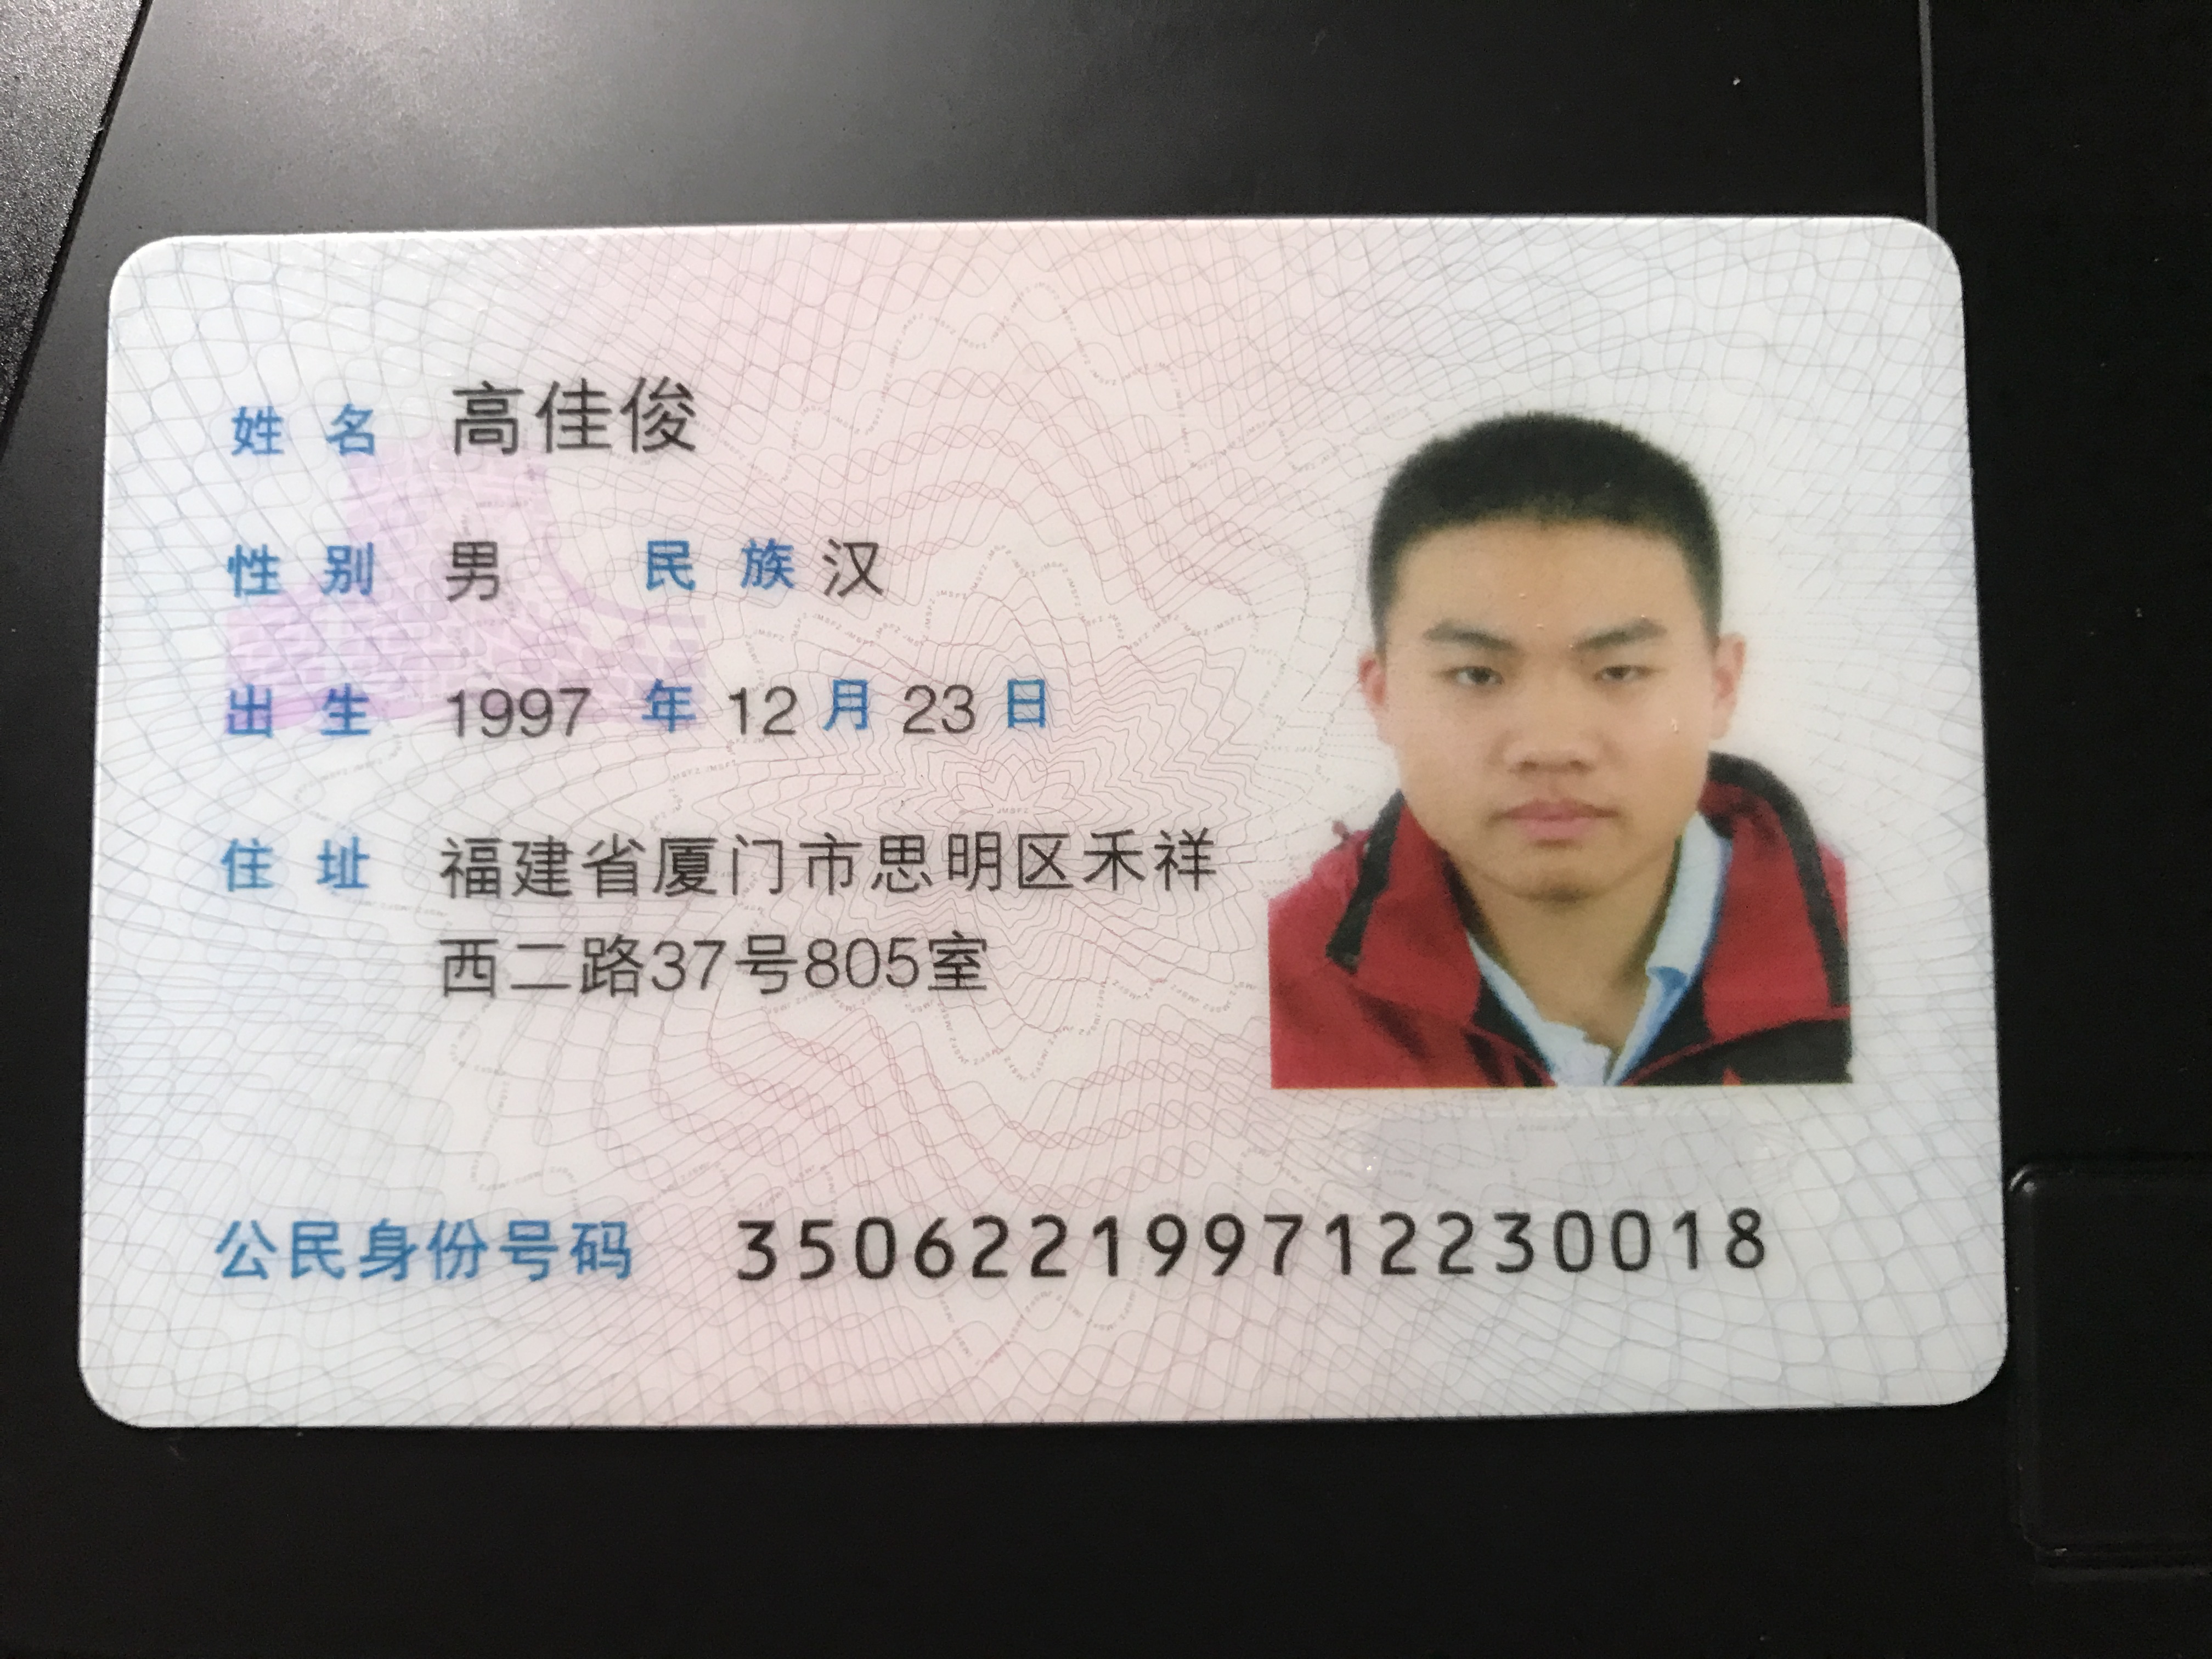 姓名 高佳俊
性别 男 民族 汉
出生 1997 年 12 月 23 日
住址 福建省厦门市思明区禾祥
西二路37号805室
公民身份号码 350622199712230018